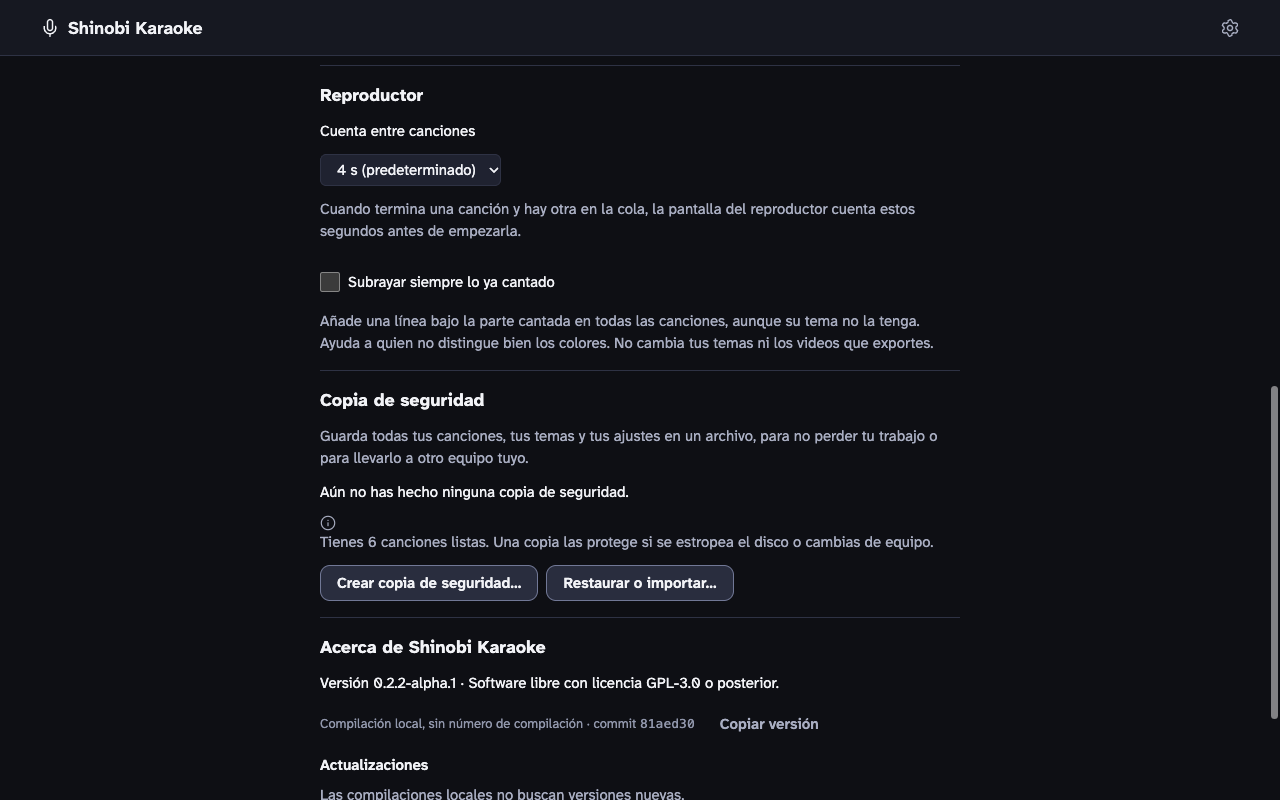 Shinobi Karaoke
Reproductor
Cuenta entre canciones
4 s (predeterminado)
Cuando termina una canción y hay otra en la cola, la pantalla del reproductor cuenta estos
segundos antes de empezarla.
Subrayar siempre lo ya cantado
Añade una línea bajo la parte cantada en todas las canciones, aunque su tema no la tenga.
Ayuda a quien no distingue bien los colores. No cambia tus temas ni los videos que exportes.
Copia de seguridad
Guarda todas tus canciones, tus temas y tus ajustes en un archivo, para no perder tu trabajo o
para llevarlo a otro equipo tuyo.
Aún no has hecho ninguna copia de seguridad.
Tienes 6 canciones listas. Una copia las protege si se estropea el disco o cambias de equipo.
Crear copia de seguridad... Restaurar o importar...
Acerca de Shinobi Karaoke
Versión 0.2.2-alpha.1 · Software libre con licencia GPL-3.0 o posterior.
Compilación local, sin número de compilación · commit 81aed30 Copiar versión
Actualizaciones
Las compilaciones locales no buscan versiones nuevas.